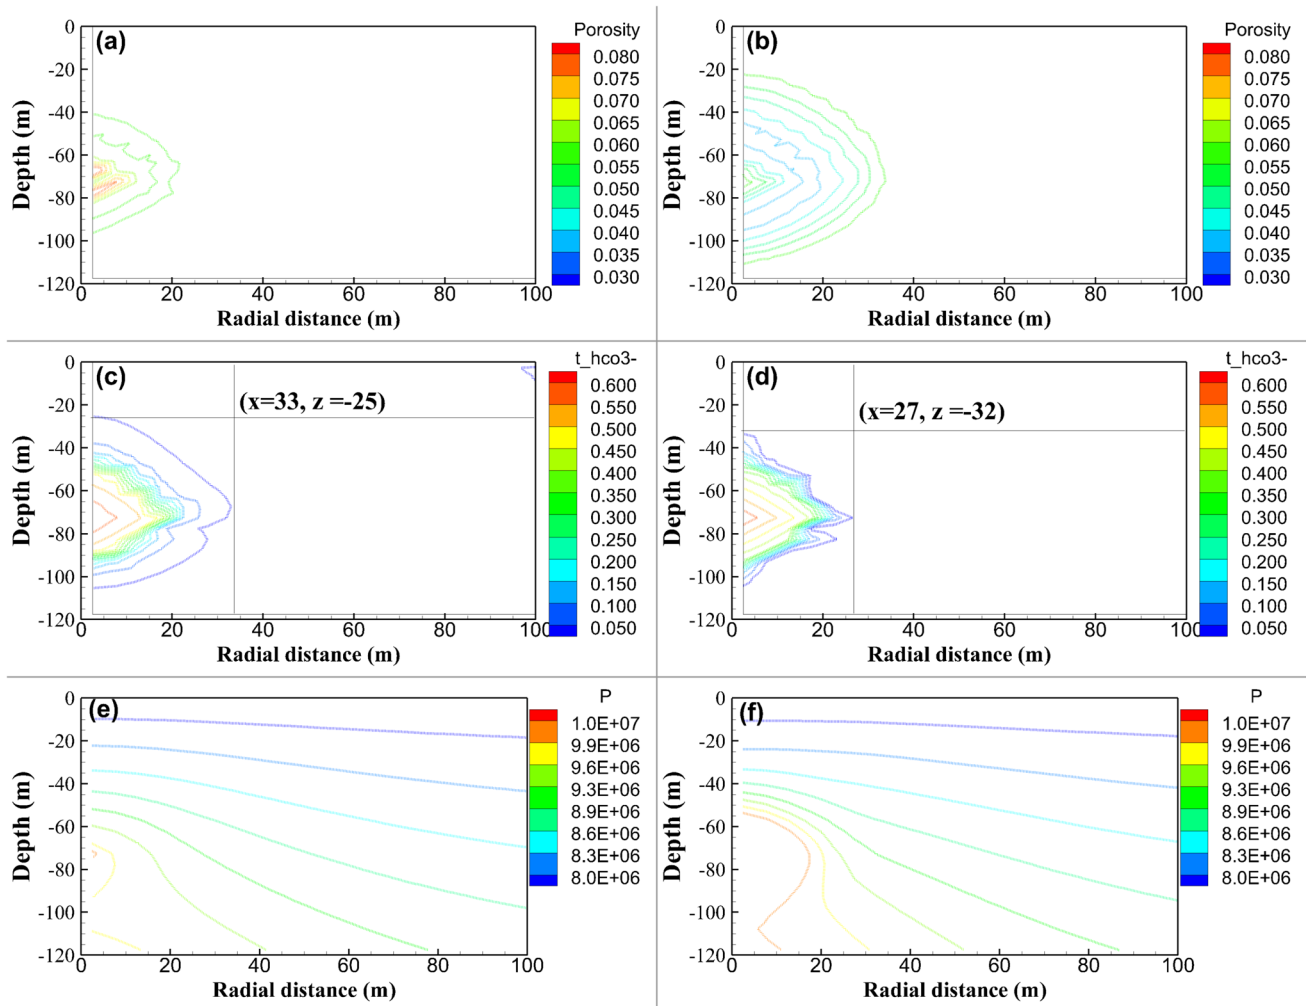 (a)
Depth (m)
0
-20
-40
-60
-80
-100
-120
0 20 40 60 80 100
Radial distance (m)
Porosity
0.080
0.075
0.070
0.065
0.060
0.055
0.050
0.045
0.040
0.035
0.030
(b)
Depth (m)
0
-20
-40
-60
-80
-100
-120
0 20 40 60 80 100
Radial distance (m)
Porosity
0.080
0.075
0.070
0.065
0.060
0.055
0.050
0.045
0.040
0.035
0.030
(c)
(x=33, z =-25)
Depth (m)
0
-20
-40
-60
-80
-100
-120
0 20 40 60 80 100
Radial distance (m)
t_hco3-
0.600
0.550
0.500
0.450
0.400
0.350
0.300
0.250
0.200
0.150
0.100
0.050
(d)
(x=27, z =-32)
Depth (m)
0
-20
-40
-60
-80
-100
-120
0 20 40 60 80 100
Radial distance (m)
t_hco3-
0.600
0.550
0.500
0.450
0.400
0.350
0.300
0.250
0.200
0.150
0.100
0.050
(e)
Depth (m)
0
-20
-40
-60
-80
-100
-120
0 20 40 60 80 100
Radial distance (m)
P
1.0E+07
9.9E+06
9.6E+06
9.3E+06
8.9E+06
8.6E+06
8.3E+06
8.0E+06
(f)
Depth (m)
0
-20
-40
-60
-80
-100
-120
0 20 40 60 80 100
Radial distance (m)
P
1.0E+07
9.9E+06
9.6E+06
9.3E+06
8.9E+06
8.6E+06
8.3E+06
8.0E+06